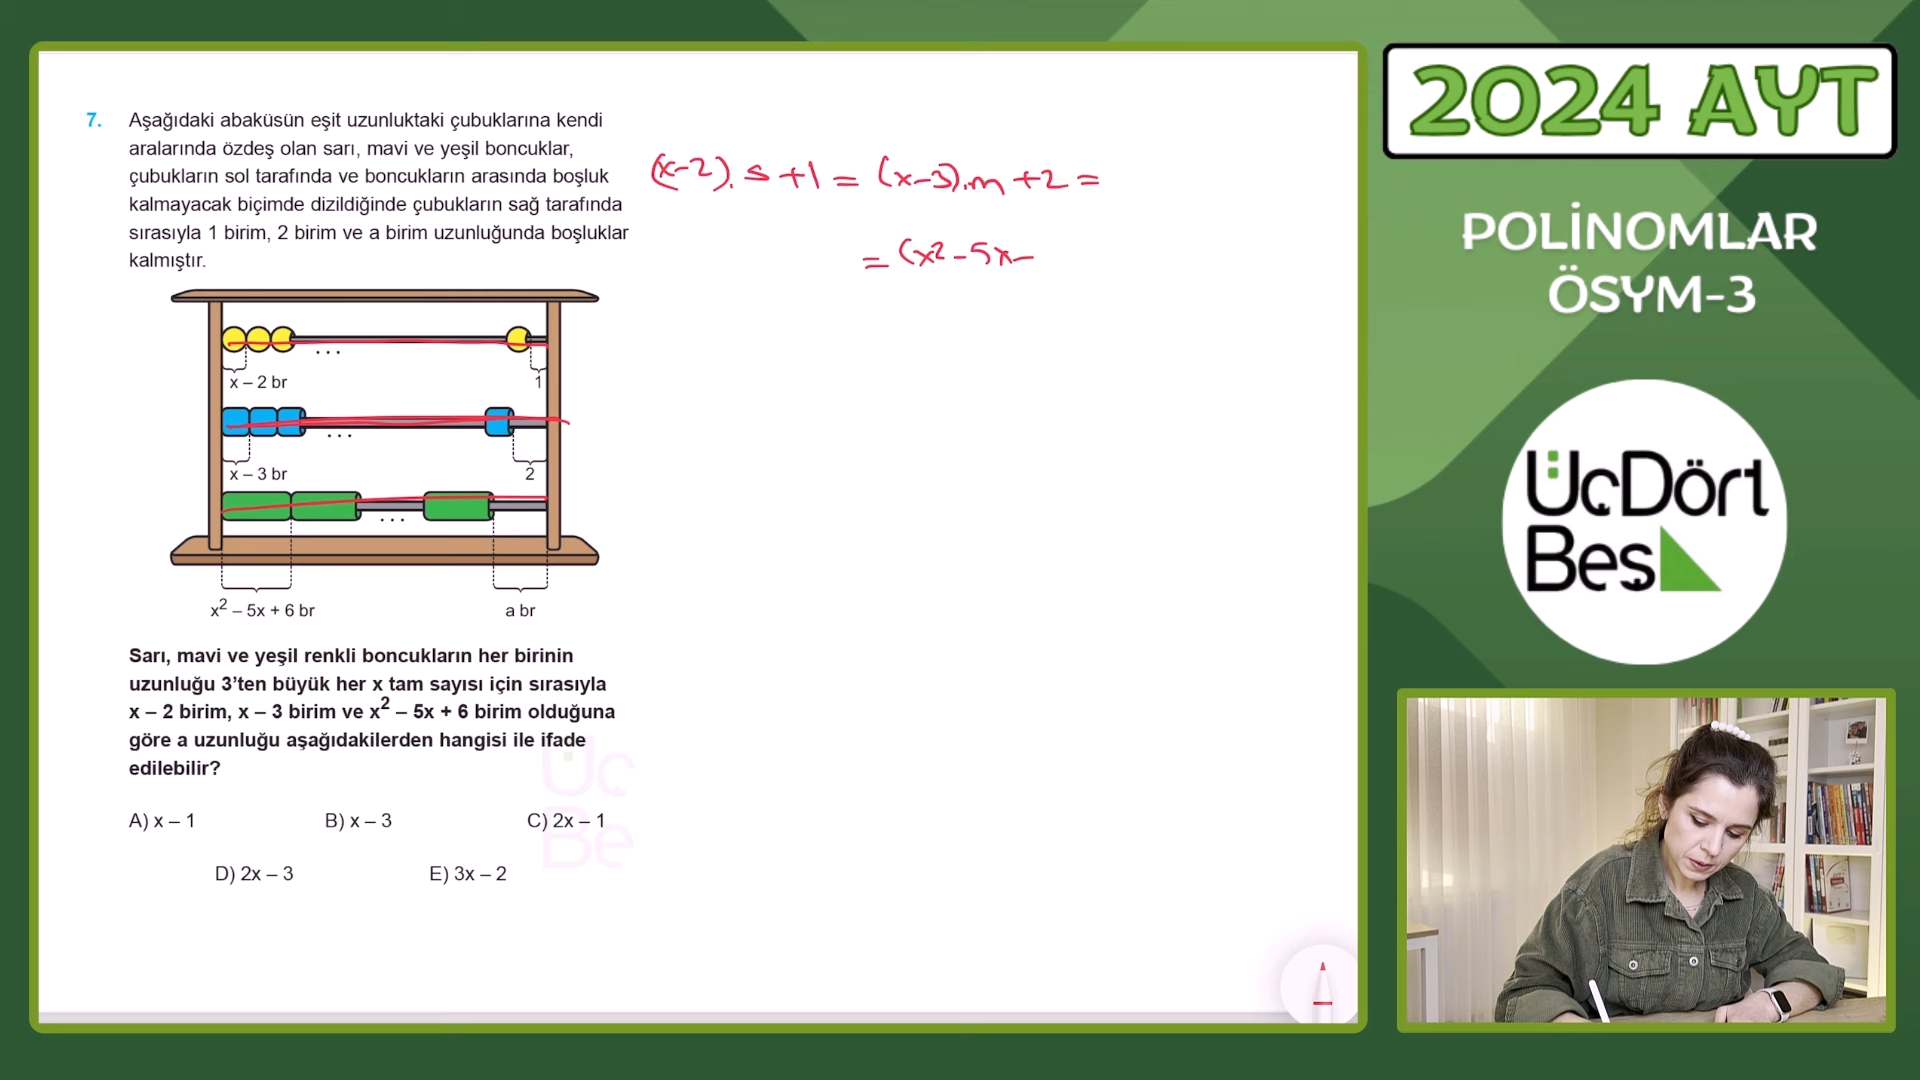 7. Aşağıdaki abaküsün eşit uzunluktaki çubuklarına kendi
aralarında özdeş olan sarı, mavi ve yeşil boncuklar,
çubukların sol tarafında ve boncukların arasında boşluk
kalmayacak biçimde dizildiğinde çubukların sağ tarafında
sırasıyla 1 birim, 2 birim ve a birim uzunluğunda boşluklar
kalmıştır.
...
x – 2 br 1
...
x – 3 br 2
...
x² – 5x + 6 br a br
Sarı, mavi ve yeşil renkli boncukların her birinin
uzunluğu 3’ten büyük her x tam sayısı için sırasıyla
x – 2 birim, x – 3 birim ve x² – 5x + 6 birim olduğuna
göre a uzunluğu aşağıdakilerden hangisi ile ifade
edilebilir?
A) x – 1 B) x – 3 C) 2x – 1
D) 2x – 3 E) 3x – 2
(x-2).s+1 = (x-3).m+2 =
= (x²-5x-
Üç
Be
2024 AYT
POLİNOMLAR
ÖSYM-3
ÜçDört
Beş